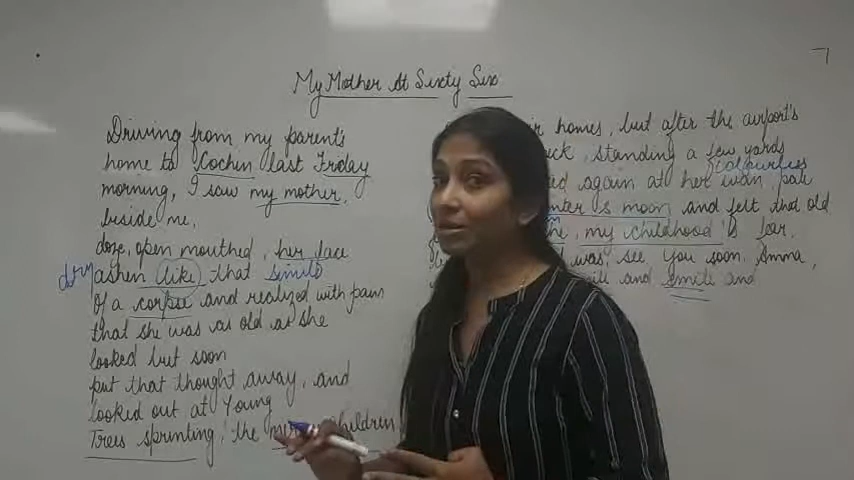 My Mother At Sixty Six
Driving from my parent's
home to Cochin last Friday
morning, I saw my mother,
beside me,
doze, open mouthed, her face
dry ashen like that simile
of a corpse and realized with pain
that she was as old as she
looked but soon
put that thought away, and
looked out at Young
Trees sprinting, the children
homes, but after the airport's
standing a few yards
again at her wan, pale colourless
moon and felt that old
my childhood's fear,
was see you soon, Amma,
and smile and